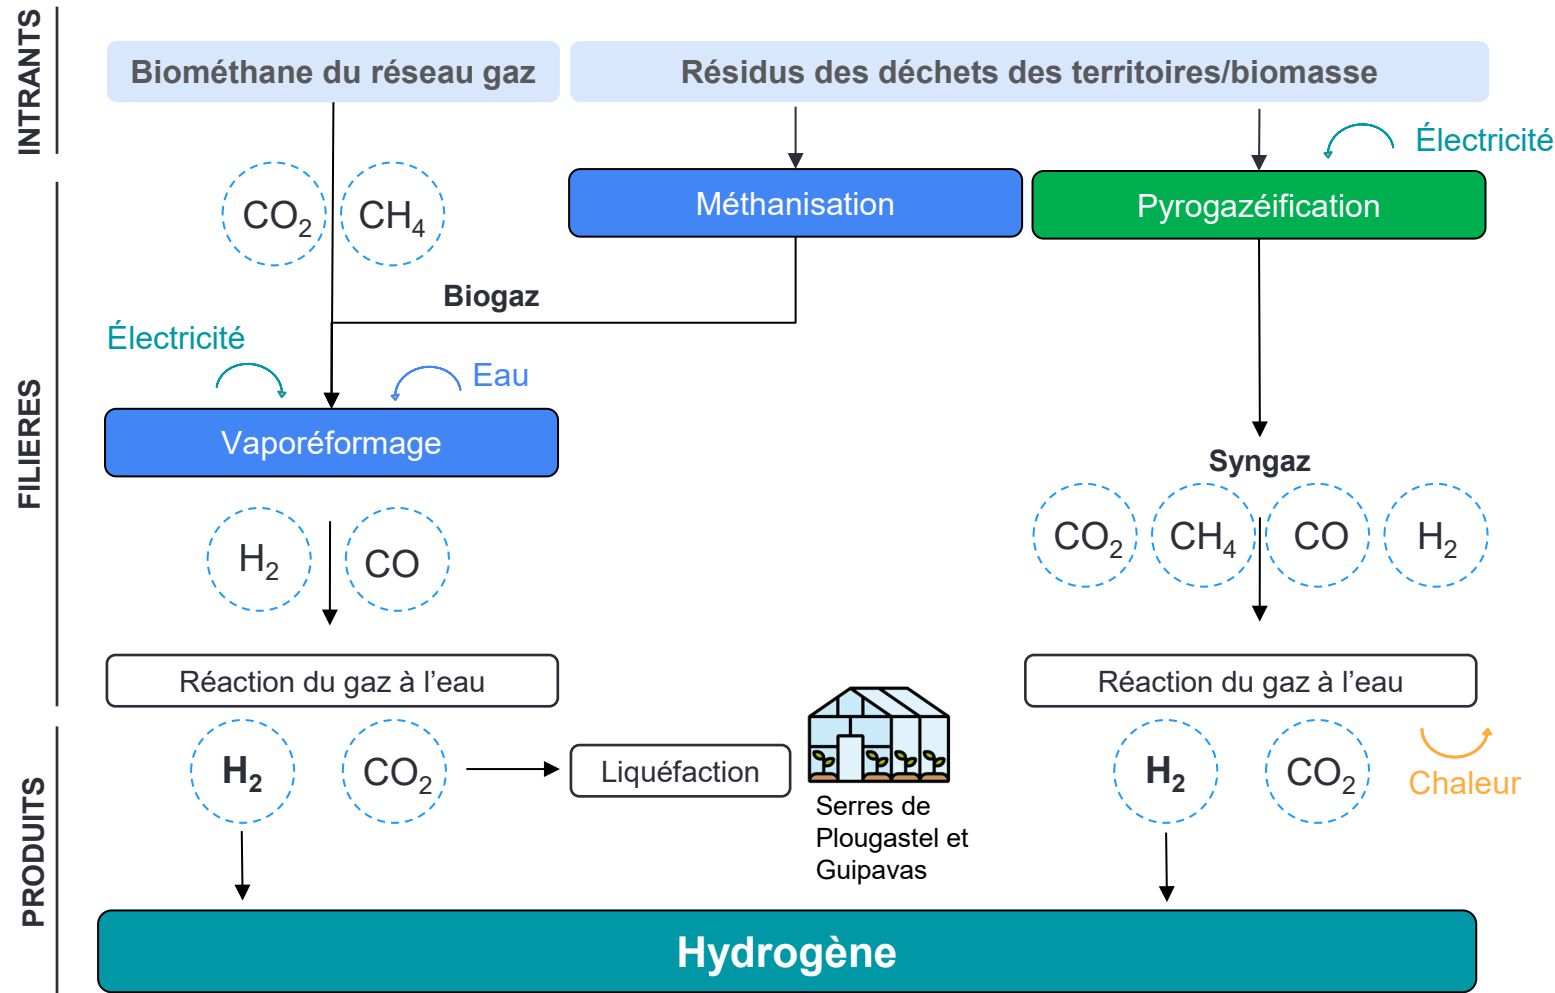 INTRANTS
Biométhane du réseau gaz
Résidus des déchets des territoires/biomasse
Électricité
FILIERES
CO2
CH4
Méthanisation
Pyrogazéification
Biogaz
Électricité
Eau
Vaporéformage
Syngaz
H2
CO
CO2
CH4
CO
H2
Réaction du gaz à l’eau
Réaction du gaz à l’eau
PRODUITS
H2
CO2
Liquéfaction
Serres de
Plougastel et
Guipavas
H2
CO2
Chaleur
Hydrogène